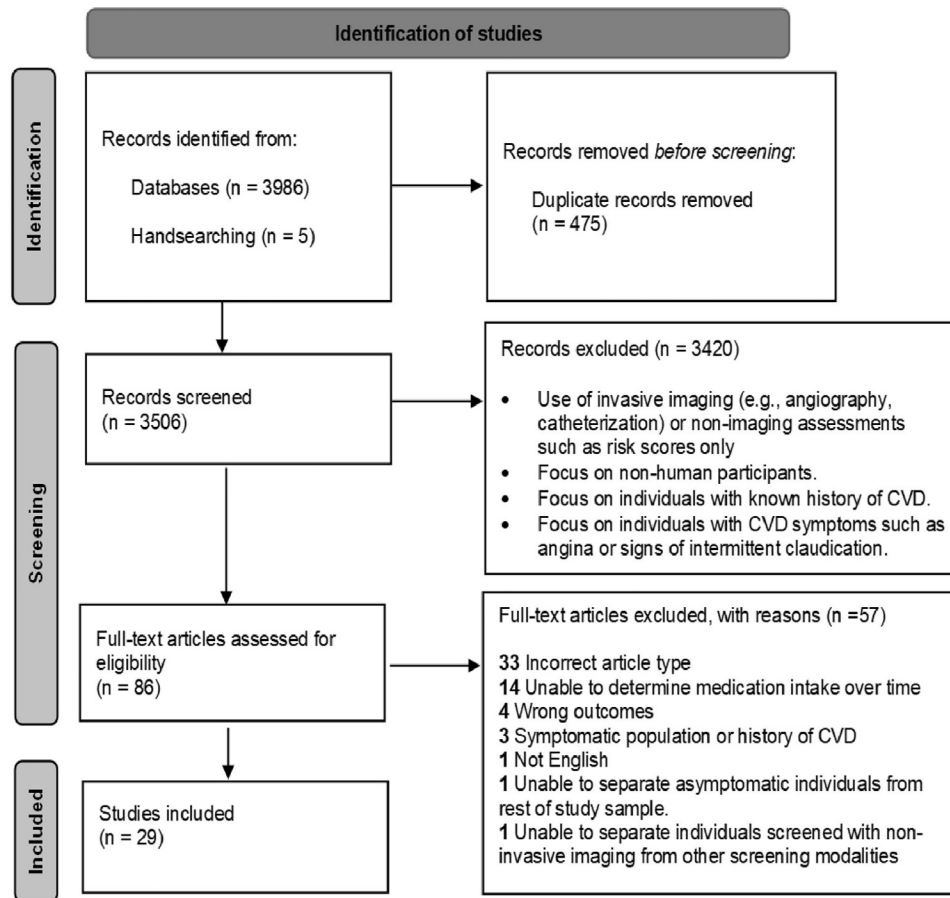 Identification of studies
Identification
Records identified from:
Databases (n = 3986)
Handsearching (n = 5)
Records removed before screening:
Duplicate records removed
(n = 475)
Screening
Records screened
(n = 3506)
Records excluded (n = 3420)
• Use of invasive imaging (e.g., angiography,
catheterization) or non-imaging assessments
such as risk scores only
• Focus on non-human participants.
• Focus on individuals with known history of CVD.
• Focus on individuals with CVD symptoms such as
angina or signs of intermittent claudication.
Full-text articles assessed for
eligibility
(n = 86)
Full-text articles excluded, with reasons (n =57)
33 Incorrect article type
14 Unable to determine medication intake over time
4 Wrong outcomes
3 Symptomatic population or history of CVD
1 Not English
1 Unable to separate asymptomatic individuals from
rest of study sample.
1 Unable to separate individuals screened with non-
invasive imaging from other screening modalities
Included
Studies included
(n = 29)